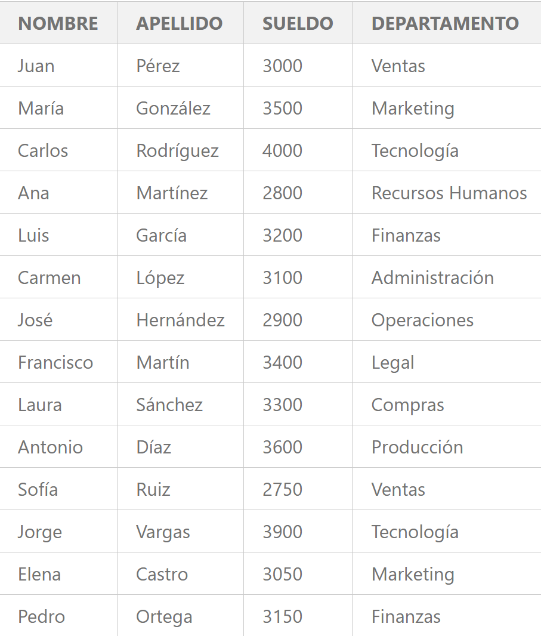 NOMBRE APELLIDO SUELDO DEPARTAMENTO
Juan Pérez 3000 Ventas
María González 3500 Marketing
Carlos Rodríguez 4000 Tecnología
Ana Martínez 2800 Recursos Humanos
Luis García 3200 Finanzas
Carmen López 3100 Administración
José Hernández 2900 Operaciones
Francisco Martín 3400 Legal
Laura Sánchez 3300 Compras
Antonio Díaz 3600 Producción
Sofía Ruiz 2750 Ventas
Jorge Vargas 3900 Tecnología
Elena Castro 3050 Marketing
Pedro Ortega 3150 Finanzas